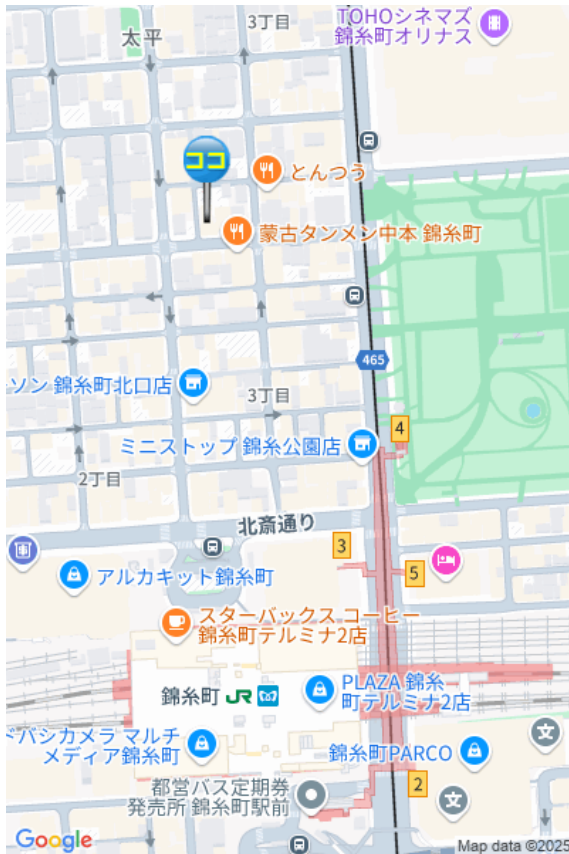 TOHOシネマズ
錦糸町オリナス
3丁目
太平
ココ
とんつう
蒙古タンメン中本 錦糸町
465
ソン 錦糸町北口店
3丁目
4
ミニストップ 錦糸公園店
2丁目
北斎通り
3
5
アルカキット錦糸町
スターバックス コーヒー
錦糸町テルミナ2店
錦糸町 JR
PLAZA 錦糸
町テルミナ2店
ドバシカメラ マルチ
メディア錦糸町
錦糸町PARCO
文
2
都営バス定期券
発売所 錦糸町駅前
文
Google
Map data ©2025